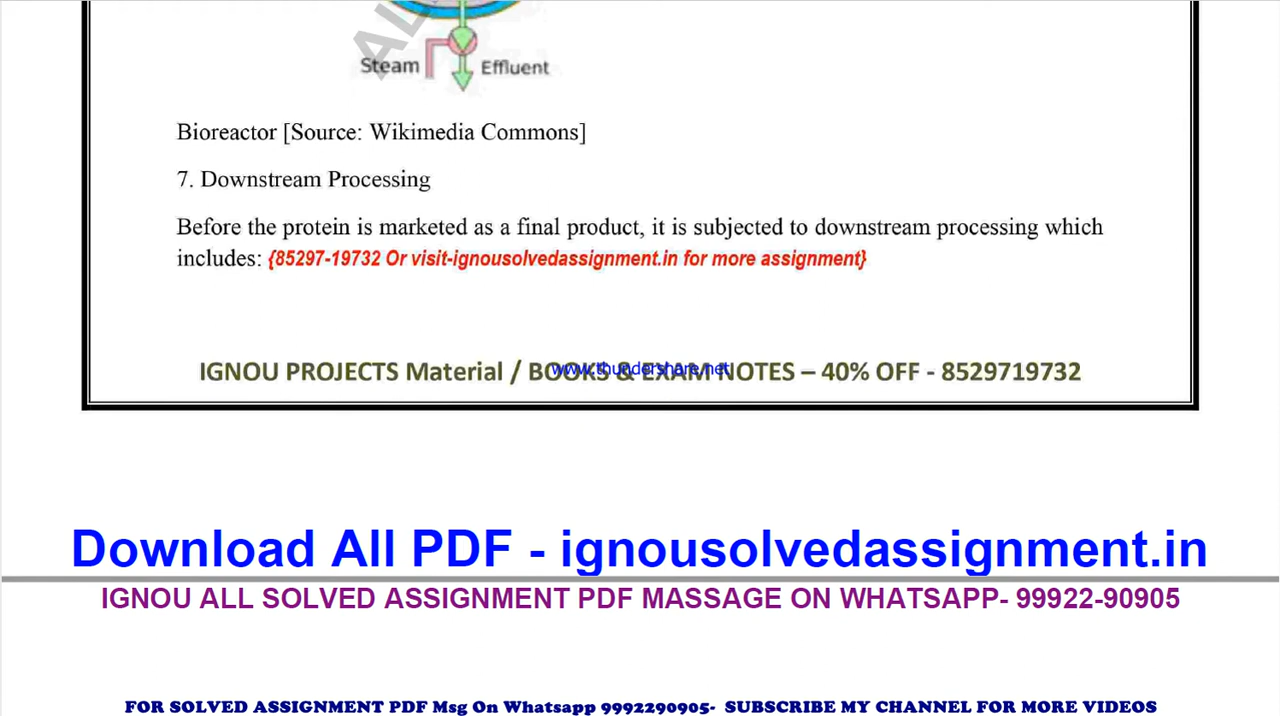 AL
Steam Effluent
Bioreactor [Source: Wikimedia Commons]
7. Downstream Processing
Before the protein is marketed as a final product, it is subjected to downstream processing which
includes: {85297-19732 Or visit-ignousolvedassignment.in for more assignment}
IGNOU PROJECTS Material / BOOKS & EXAM NOTES – 40% OFF - 8529719732
www.thundershare.net
Download All PDF - ignousolvedassignment.in
IGNOU ALL SOLVED ASSIGNMENT PDF MASSAGE ON WHATSAPP- 99922-90905
FOR SOLVED ASSIGNMENT PDF Msg On Whatsapp 9992290905- SUBSCRIBE MY CHANNEL FOR MORE VIDEOS